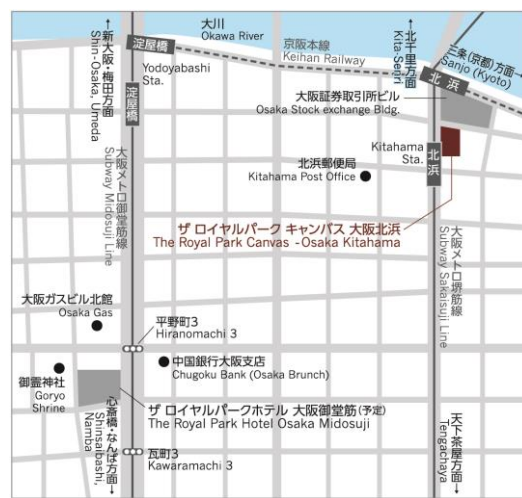 大川
Okawa River
京阪本線
Keihan Railway
←新大阪・梅田方面
Shin-Osaka, Umeda
淀屋橋
Yodoyabashi
Sta.
淀屋橋
←北千里方面
Kita-Senri
三条(京都)方面→
Sanjo (Kyoto)
北浜
大阪証券取引所ビル
Osaka Stock exchange Bldg.
Kitahama
Sta.
北浜
北浜郵便局
Kitahama Post Office
大阪メトロ御堂筋線
Subway Midosuji Line
ザ ロイヤルパーク キャンバス 大阪北浜
The Royal Park Canvas - Osaka Kitahama
大阪メトロ堺筋線
Subway Sakaisuji Line
大阪ガスビル北館
Osaka Gas
平野町3
Hiranomachi 3
中国銀行大阪支店
Chugoku Bank (Osaka Brunch)
御霊神社
Goryo
Shrine
ザ ロイヤルパークホテル 大阪御堂筋(予定)
The Royal Park Hotel Osaka Midosuji
心斎橋・なんば方面→
Shinsaibashi,
Namba
瓦町3
Kawaramachi 3
天下茶屋方面→
Tengachaya